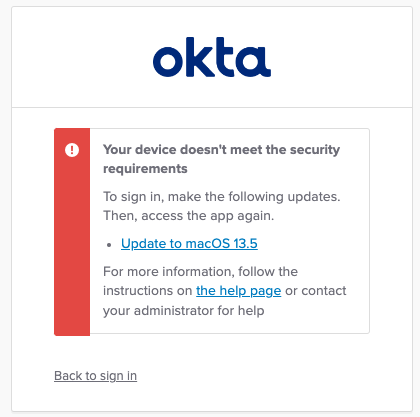 okta
Your device doesn't meet the security
requirements
To sign in, make the following updates.
Then, access the app again.
• Update to macOS 13.5
For more information, follow the
instructions on the help page or contact
your administrator for help
Back to sign in